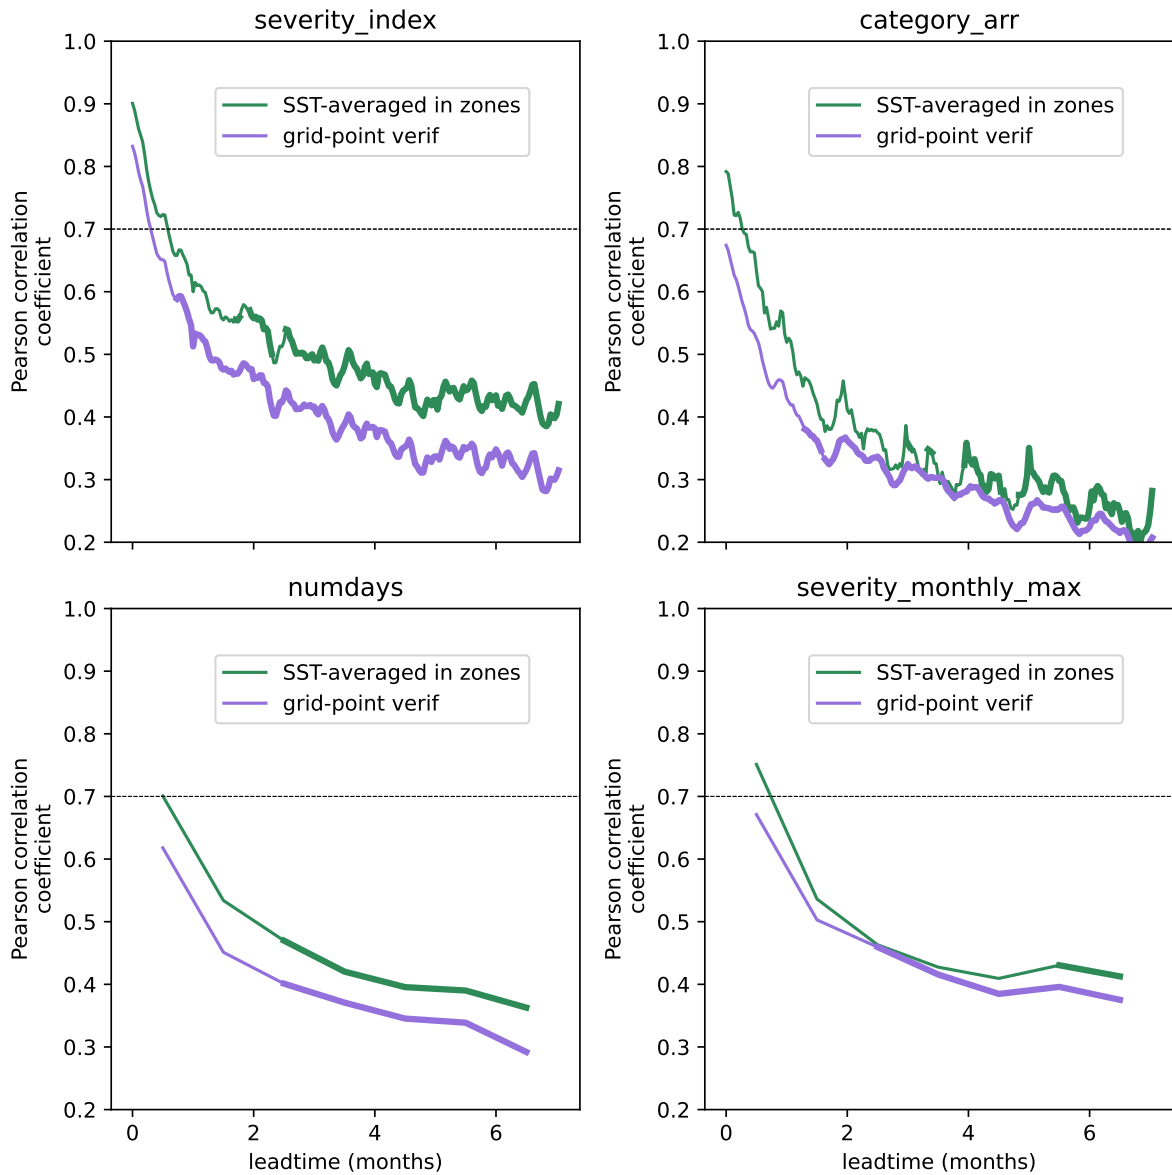 severity_index
1.0
0.9
0.8
0.7
0.6
0.5
0.4
0.3
0.2
Pearson correlation
coefficient
SST-averaged in zones
grid-point verif
0
2
4
6
category_arr
1.0
0.9
0.8
0.7
0.6
0.5
0.4
0.3
0.2
Pearson correlation
coefficient
SST-averaged in zones
grid-point verif
numdays
1.0
0.9
0.8
0.7
0.6
0.5
0.4
0.3
0.2
Pearson correlation
coefficient
SST-averaged in zones
grid-point verif
0 2 4 6
leadtime (months)
severity_monthly_max
1.0
0.9
0.8
0.7
0.6
0.5
0.4
0.3
0.2
Pearson correlation
coefficient
SST-averaged in zones
grid-point verif
0 2 4 6
leadtime (months)